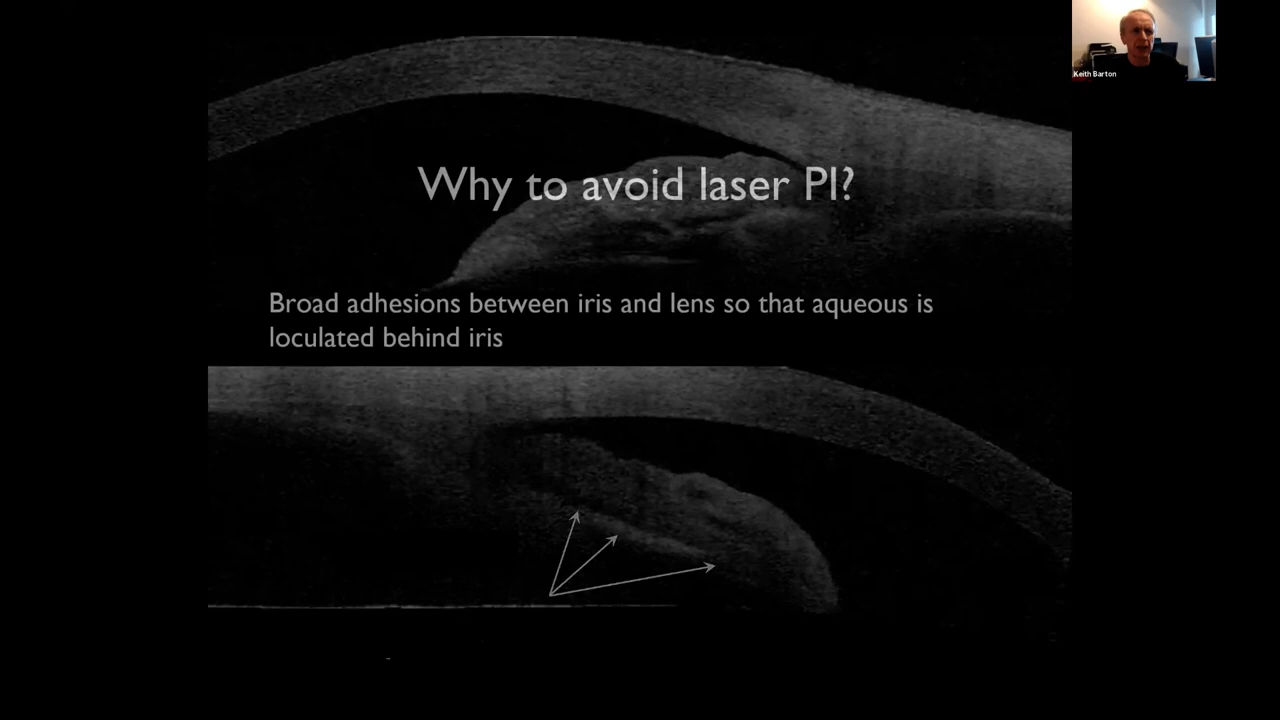 Keith Barton
Why to avoid laser PI?
Broad adhesions between iris and lens so that aqueous is
loculated behind iris